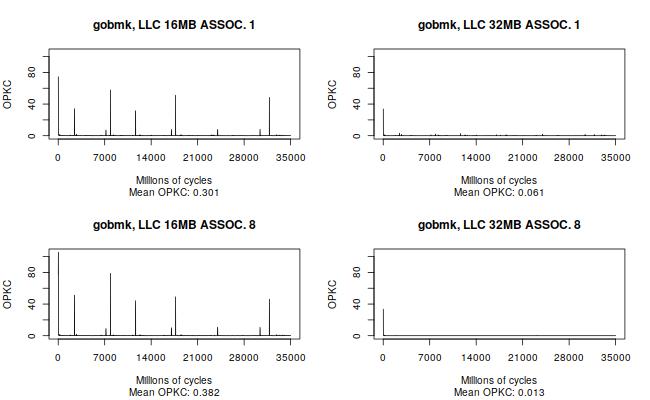 gobmk, LLC 16MB ASSOC. 1
OPKC
80
40
0
0 7000 14000 21000 28000 35000
Millions of cycles
Mean OPKC: 0.301
gobmk, LLC 32MB ASSOC. 1
OPKC
80
40
0
0 7000 14000 21000 28000 35000
Millions of cycles
Mean OPKC: 0.061
gobmk, LLC 16MB ASSOC. 8
OPKC
80
40
0
0 7000 14000 21000 28000 35000
Millions of cycles
Mean OPKC: 0.382
gobmk, LLC 32MB ASSOC. 8
OPKC
80
40
0
0 7000 14000 21000 28000 35000
Millions of cycles
Mean OPKC: 0.013